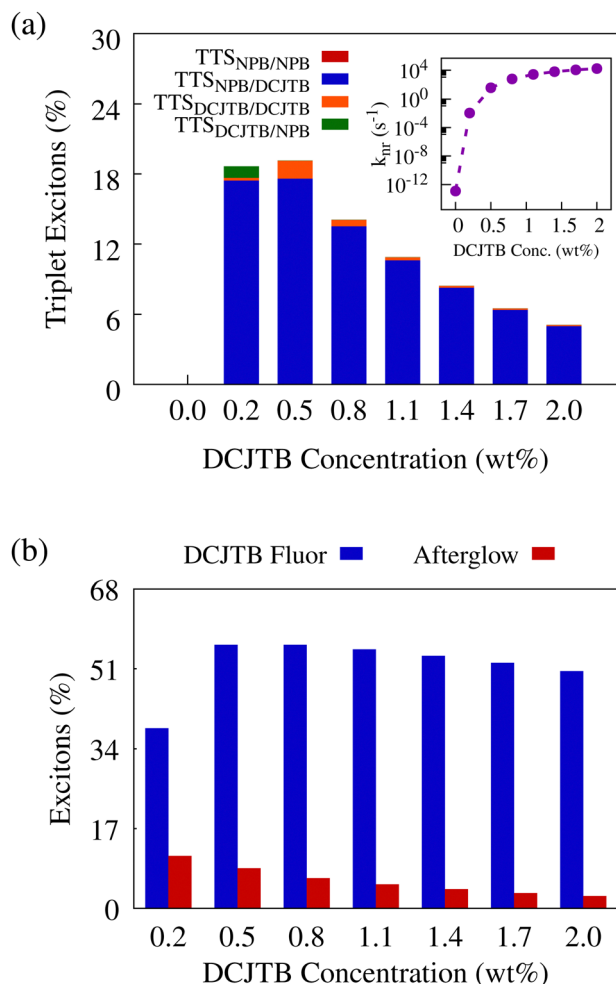 (a)
30
24
18
12
6
0
Triplet Excitons (%)
TTS_NPB/NPB
TTS_NPB/DCJTB
TTS_DCJTB/DCJTB
TTS_DCJTB/NPB
k_nr (s⁻¹)
10⁴
10⁰
10⁻⁴
10⁻⁸
10⁻¹²
0 0.5 1 1.5 2
DCJTB Conc. (wt%)
0.0 0.2 0.5 0.8 1.1 1.4 1.7 2.0
DCJTB Concentration (wt%)
(b)
DCJTB Fluor Afterglow
68
51
34
17
0
Excitons (%)
0.2 0.5 0.8 1.1 1.4 1.7 2.0
DCJTB Concentration (wt%)